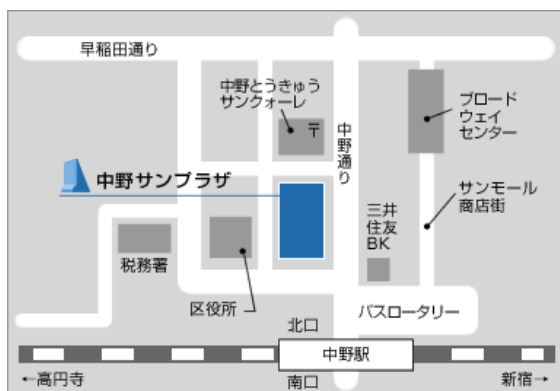 早稲田通り
中野とうきゅう
サンクォーレ
〒
中野通り
ブロード
ウェイ
センター
中野サンプラザ
サンモール
商店街
三井
住友
BK
税務署
区役所
バスロータリー
北口
中野駅
南口
←高円寺
新宿→